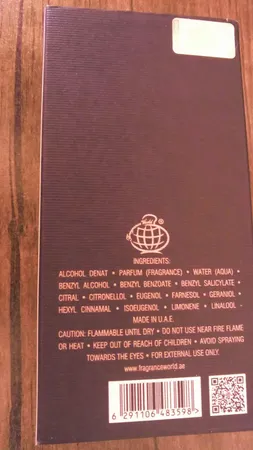 INGREDIENTS:
ALCOHOL DENAT • PARFUM (FRAGRANCE) • WATER (AQUA) •
BENZYL ALCOHOL • BENZYL BENZOATE • BENZYL SALICYLATE •
CITRAL • CITRONELLOL • EUGENOL • FARNESOL • GERANIOL •
HEXYL CINNAMAL • ISOEUGENOL • LIMONENE • LINALOOL -
MADE IN U.A.E.
CAUTION: FLAMMABLE UNTIL DRY • DO NOT USE NEAR FIRE FLAME
OR HEAT • KEEP OUT OF REACH OF CHILDREN • AVOID SPRAYING
TOWARDS THE EYES • FOR EXTERNAL USE ONLY.
www.fragranceworld.ae
6 291106 483598 >